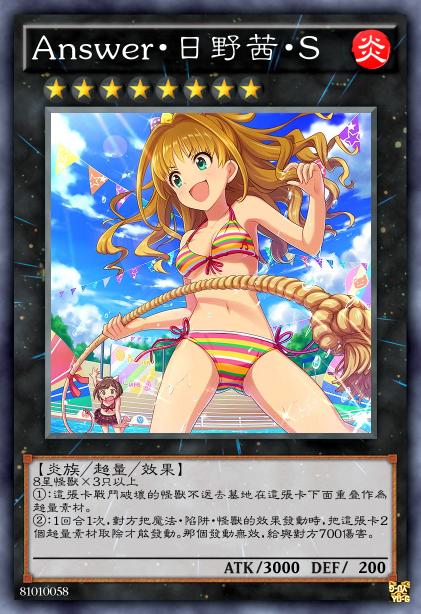 Answer・日野茜・S
炎
【炎族／超量／效果】
8星怪獸×3只以上
①:這張卡戰鬥破壞的怪獸不送去墓地在這張卡下面重疊作為
超量素材。
②:1回合1次,對方把魔法・陷阱・怪獸的效果發動時,把這張卡2
個超量素材取除才能發動。那個發動無效,給與對方700傷害。
ATK/3000 DEF/ 200
81010058